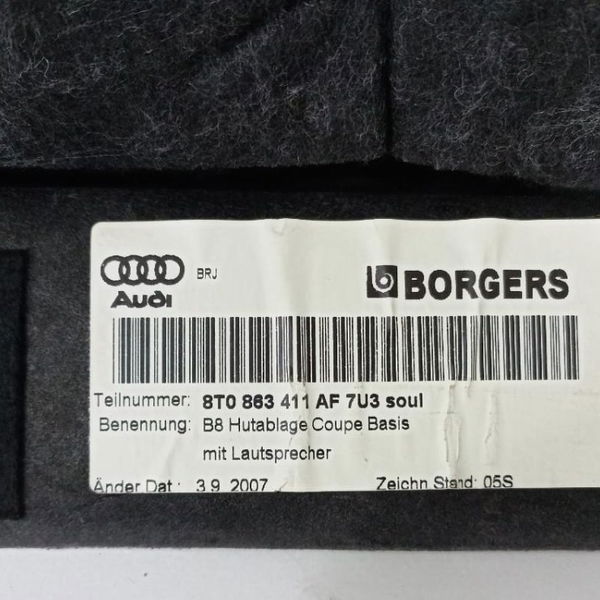 BRJ
Audi
BORGERS
Teilnummer: 8T0 863 411 AF 7U3 soul
Benennung: B8 Hutablage Coupe Basis
mit Lautsprecher
Änder Dat : 3.9. 2007 Zeichn Stand: 05S